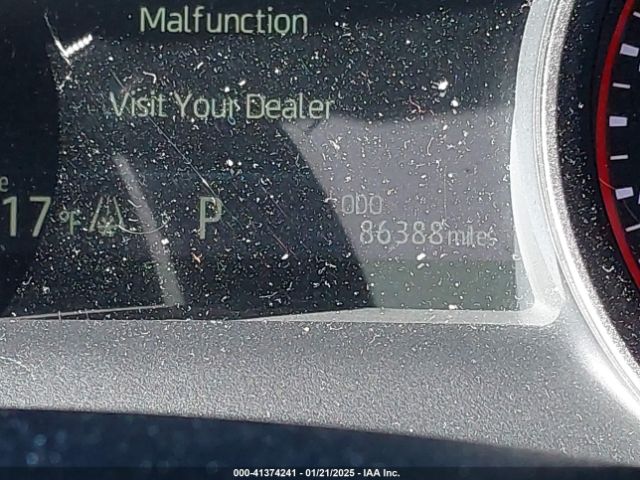 Malfunction
Visit Your Dealer
17°F
P
ODO
86388 miles
000-41374241 - 01/21/2025 - IAA Inc.